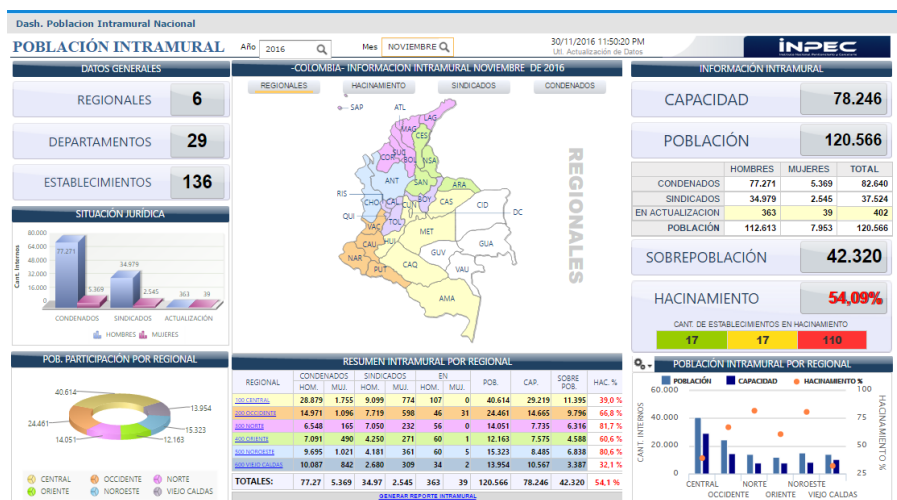 Dash. Poblacion Intramural Nacional
POBLACIÓN INTRAMURAL
Año 2016
Mes NOVIEMBRE
30/11/2016 11:50:20 PM
Utl. Actualización de Datos
INPEC
DATOS GENERALES
REGIONALES 6
DEPARTAMENTOS 29
ESTABLECIMIENTOS 136
SITUACIÓN JURÍDICA
Cant. Internos
80.000
64.000
48.000
32.000
16.000
0
77.271
5.369
34.979
2.545
363 39
CONDENADOS SINDICADOS ACTUALIZACIÓN
HOMBRES MUJERES
POB. PARTICIPACIÓN POR REGIONAL
40.614
13.954
24.461
15.323
14.051
12.163
CENTRAL OCCIDENTE NORTE
ORIENTE NOROESTE VIEJO CALDAS
-COLOMBIA- INFORMACION INTRAMURAL NOVIEMBRE DE 2016
REGIONALES HACINAMIENTO SINDICADOS CONDENADOS
SAP ATL
LAG
MAG
CES
SUC
COR BOL NSA
ANT SAN ARA
RIS CHO CAL CUN BOY CAS CID DC
QUI TOL
VAC MET
CAU HUI GUV GUA
NAR CAQ VAU
PUT
AMA
REGIONALES
RESUMEN INTRAMURAL POR REGIONAL
REGIONAL CONDENADOS SINDICADOS EN POB. CAP. SOBRE POB. HAC. %
HOM. MUJ. HOM. MUJ. HOM. MUJ.
100 CENTRAL 28.879 1.755 9.099 774 107 0 40.614 29.219 11.395 39,0 %
200 OCCIDENTE 14.971 1.096 7.719 598 46 31 24.461 14.665 9.796 66,8 %
300 NORTE 6.548 165 7.050 232 56 0 14.051 7.735 6.316 81,7 %
400 ORIENTE 7.091 490 4.250 271 60 1 12.163 7.575 4.588 60,6 %
500 NOROESTE 9.695 1.021 4.181 361 60 5 15.323 8.485 6.838 80,6 %
600 VIEJO CALDAS 10.087 842 2.680 309 34 2 13.954 10.567 3.387 32,1 %
TOTALES: 77.27 5.369 34.97 2.545 363 39 120.566 78.246 42.320 54,1 %
GENERAR REPORTE INTRAMURAL
INFORMACIÓN INTRAMURAL
CAPACIDAD 78.246
POBLACIÓN 120.566
HOMBRES MUJERES TOTAL
CONDENADOS 77.271 5.369 82.640
SINDICADOS 34.979 2.545 37.524
EN ACTUALIZACION 363 39 402
POBLACIÓN 112.613 7.953 120.566
SOBREPOBLACIÓN 42.320
HACINAMIENTO 54,09%
CANT. DE ESTABLECIMIENTOS EN HACINAMIENTO
17 17 110
POBLACIÓN INTRAMURAL POR REGIONAL
POBLACIÓN CAPACIDAD HACINAMIENTO %
CANT. INTERNOS
60.000
40.000
20.000
0
100
75
50
25
HACINAMIENTO %
CENTRAL NORTE NOROESTE
OCCIDENTE ORIENTE VIEJO CALDAS